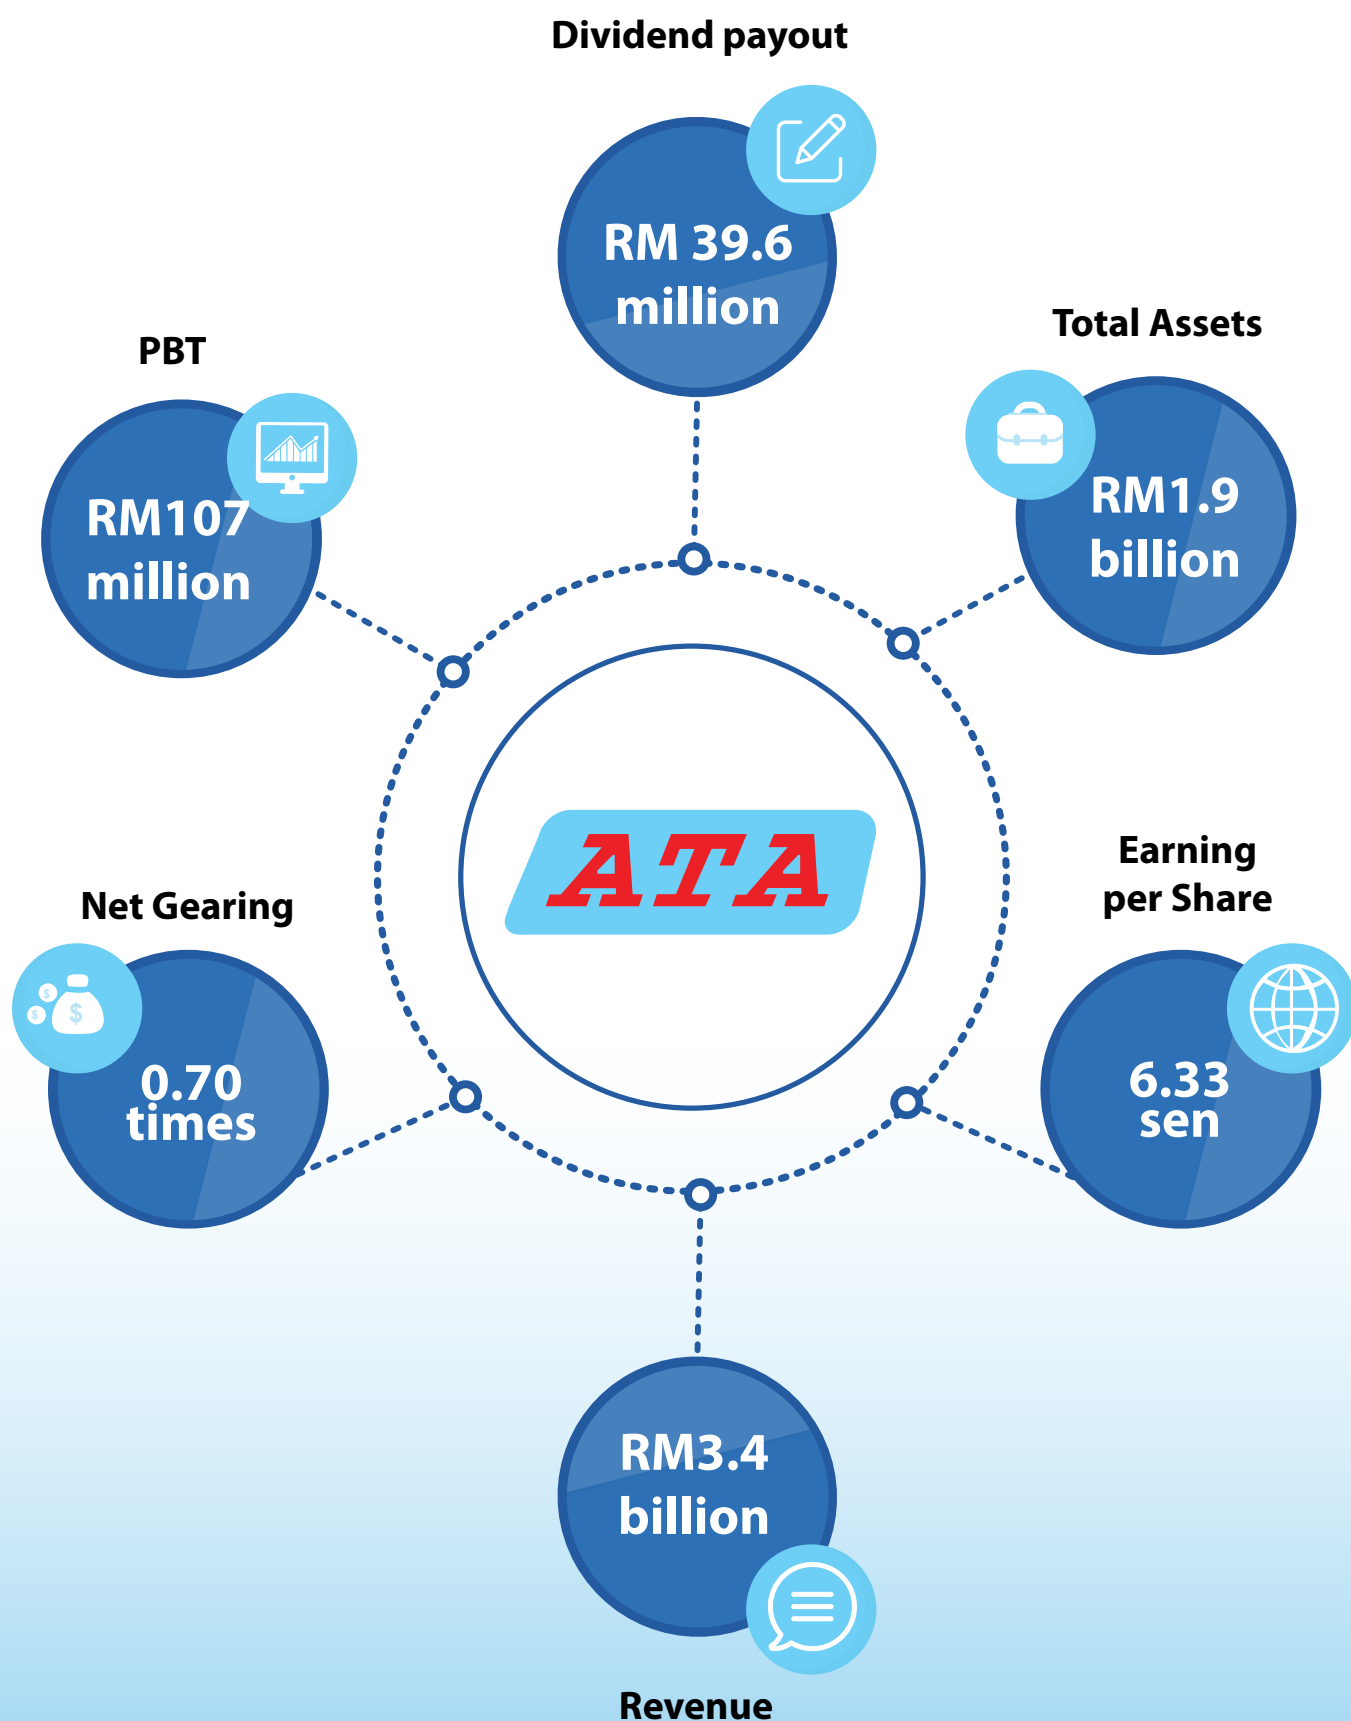 Dividend payout
RM 39.6
million
PBT
RM107
million
Total Assets
RM1.9
billion
ATA
Net Gearing
0.70
times
Earning
per Share
6.33
sen
RM3.4
billion
Revenue